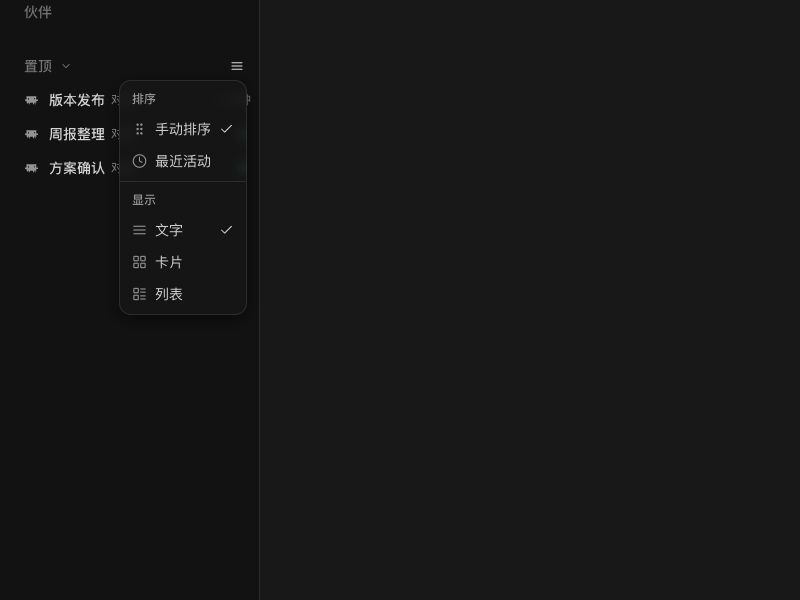 伙伴
置顶
版本发布
周报整理
方案确认
排序
手动排序
最近活动
显示
文字
卡片
列表